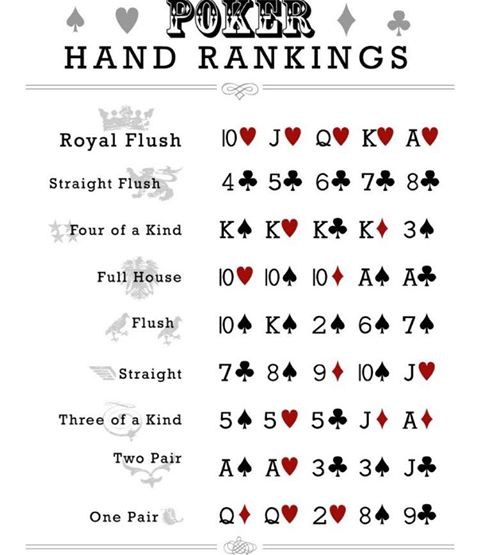 POKER
HAND RANKINGS
Royal Flush 10♥ J♥ Q♥ K♥ A♥
Straight Flush 4♣ 5♣ 6♣ 7♣ 8♣
Four of a Kind K♠ K♥ K♣ K♦ 3♠
Full House 10♥ 10♠ 10♦ A♠ A♣
Flush 10♠ K♠ 2♠ 6♠ 7♠
Straight 7♣ 8♠ 9♦ 10♠ J♥
Three of a Kind 5♠ 5♥ 5♣ J♦ A♦
Two Pair A♠ A♥ 3♣ 3♠ J♣
One Pair Q♦ Q♥ 2♥ 8♠ 9♣